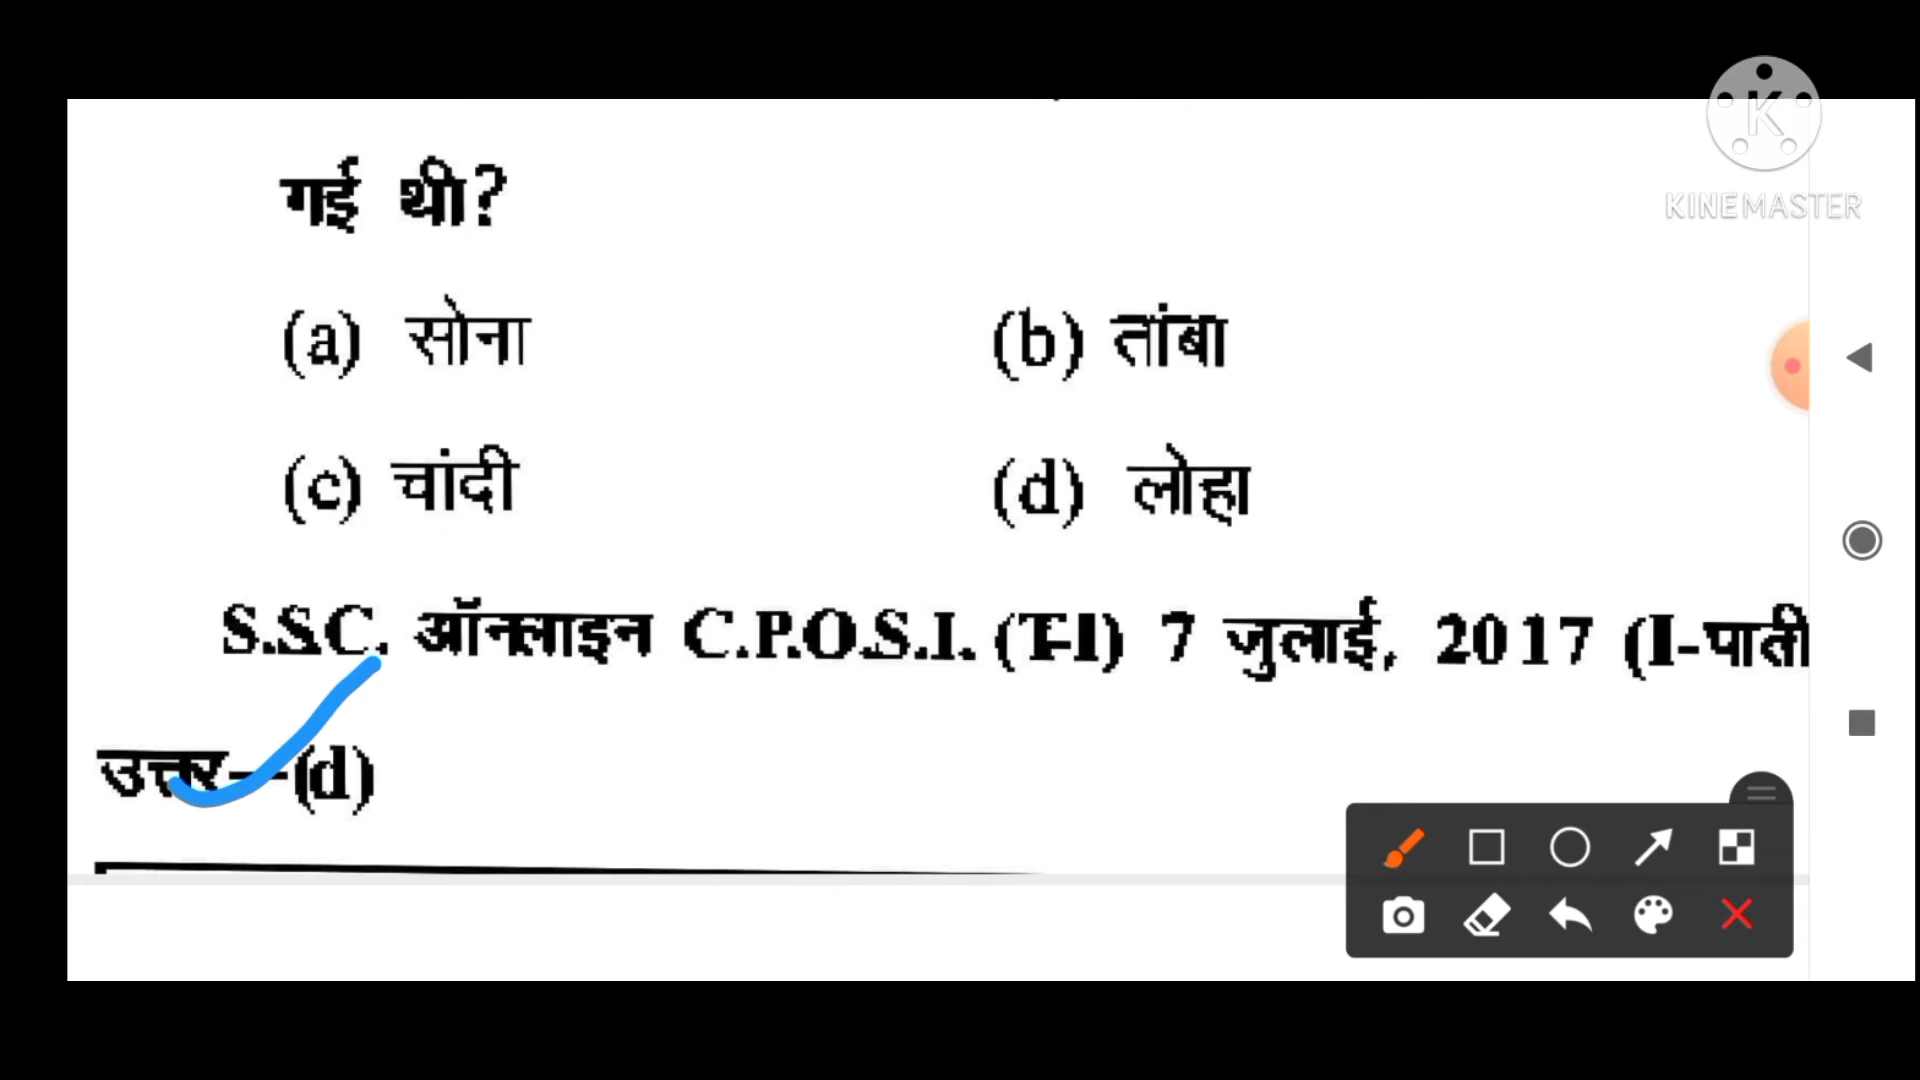 गई थी?
(a) सोना (b) तांबा
(c) चांदी (d) लोहा
S.S.C. ऑनलाइन C.P.O.S.I. (T-I) 7 जुलाई, 2017 (I-पाली
उत्तर—(d)
K
KINEMASTER